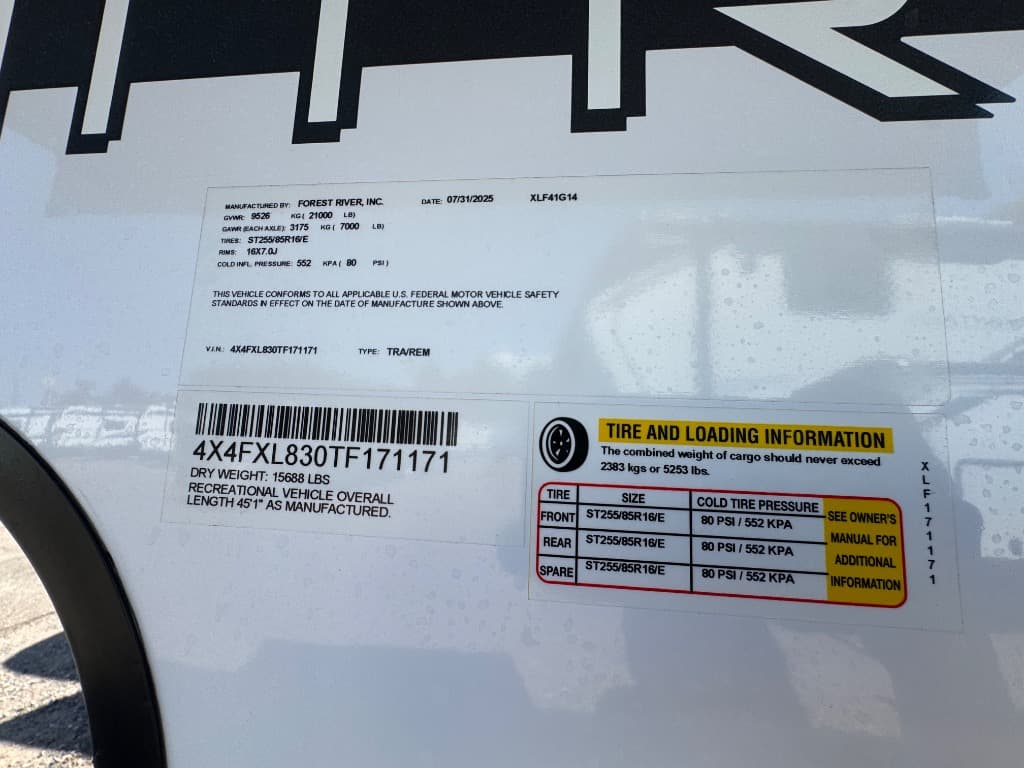 MANUFACTURED BY: FOREST RIVER, INC. DATE: 07/31/2025 XLF41G14
GVWR: 9526 KG ( 21000 LB)
GAWR (EACH AXLE): 3175 KG ( 7000 LB)
TIRES: ST255/85R16/E
RIMS: 16X7.0J
COLD INFL. PRESSURE: 552 KPA ( 80 PSI )
THIS VEHICLE CONFORMS TO ALL APPLICABLE U.S. FEDERAL MOTOR VEHICLE SAFETY
STANDARDS IN EFFECT ON THE DATE OF MANUFACTURE SHOWN ABOVE.
V.I.N.: 4X4FXL830TF171171 TYPE: TRA/REM
4X4FXL830TF171171
DRY WEIGHT: 15688 LBS
RECREATIONAL VEHICLE OVERALL
LENGTH 45'1" AS MANUFACTURED.
TIRE AND LOADING INFORMATION
The combined weight of cargo should never exceed
2383 kgs or 5253 lbs.
TIRE SIZE COLD TIRE PRESSURE
FRONT ST255/85R16/E 80 PSI / 552 KPA
REAR ST255/85R16/E 80 PSI / 552 KPA
SPARE ST255/85R16/E 80 PSI / 552 KPA
SEE OWNER'S
MANUAL FOR
ADDITIONAL
INFORMATION
XLF171171